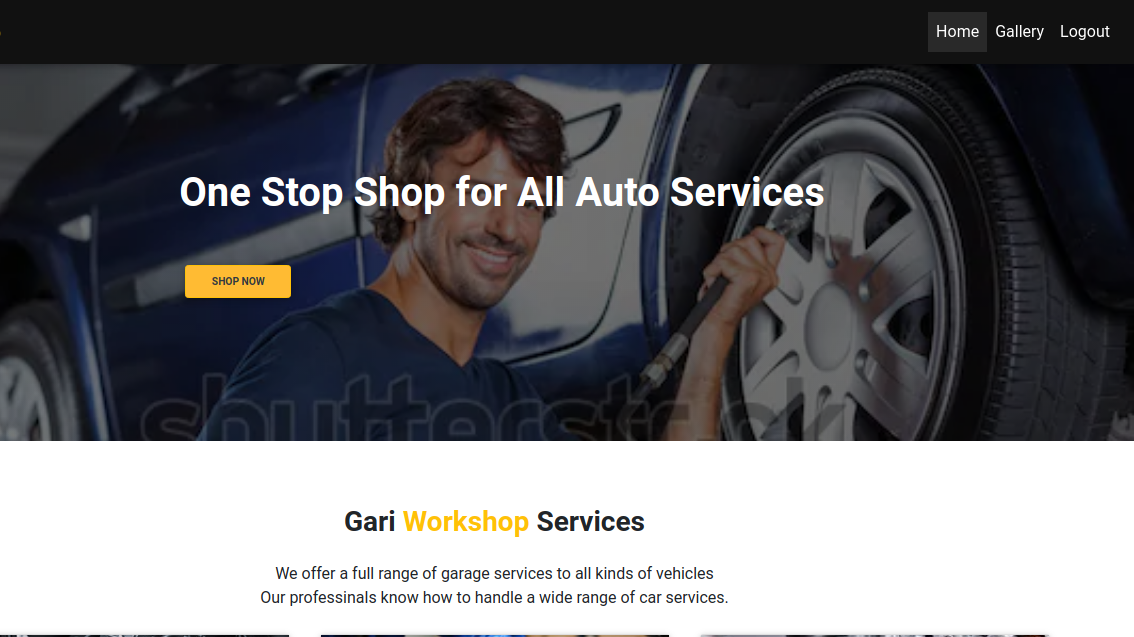 Home Gallery Logout
One Stop Shop for All Auto Services
SHOP NOW
shutterstock
Gari Workshop Services
We offer a full range of garage services to all kinds of vehicles
Our professinals know how to handle a wide range of car services.